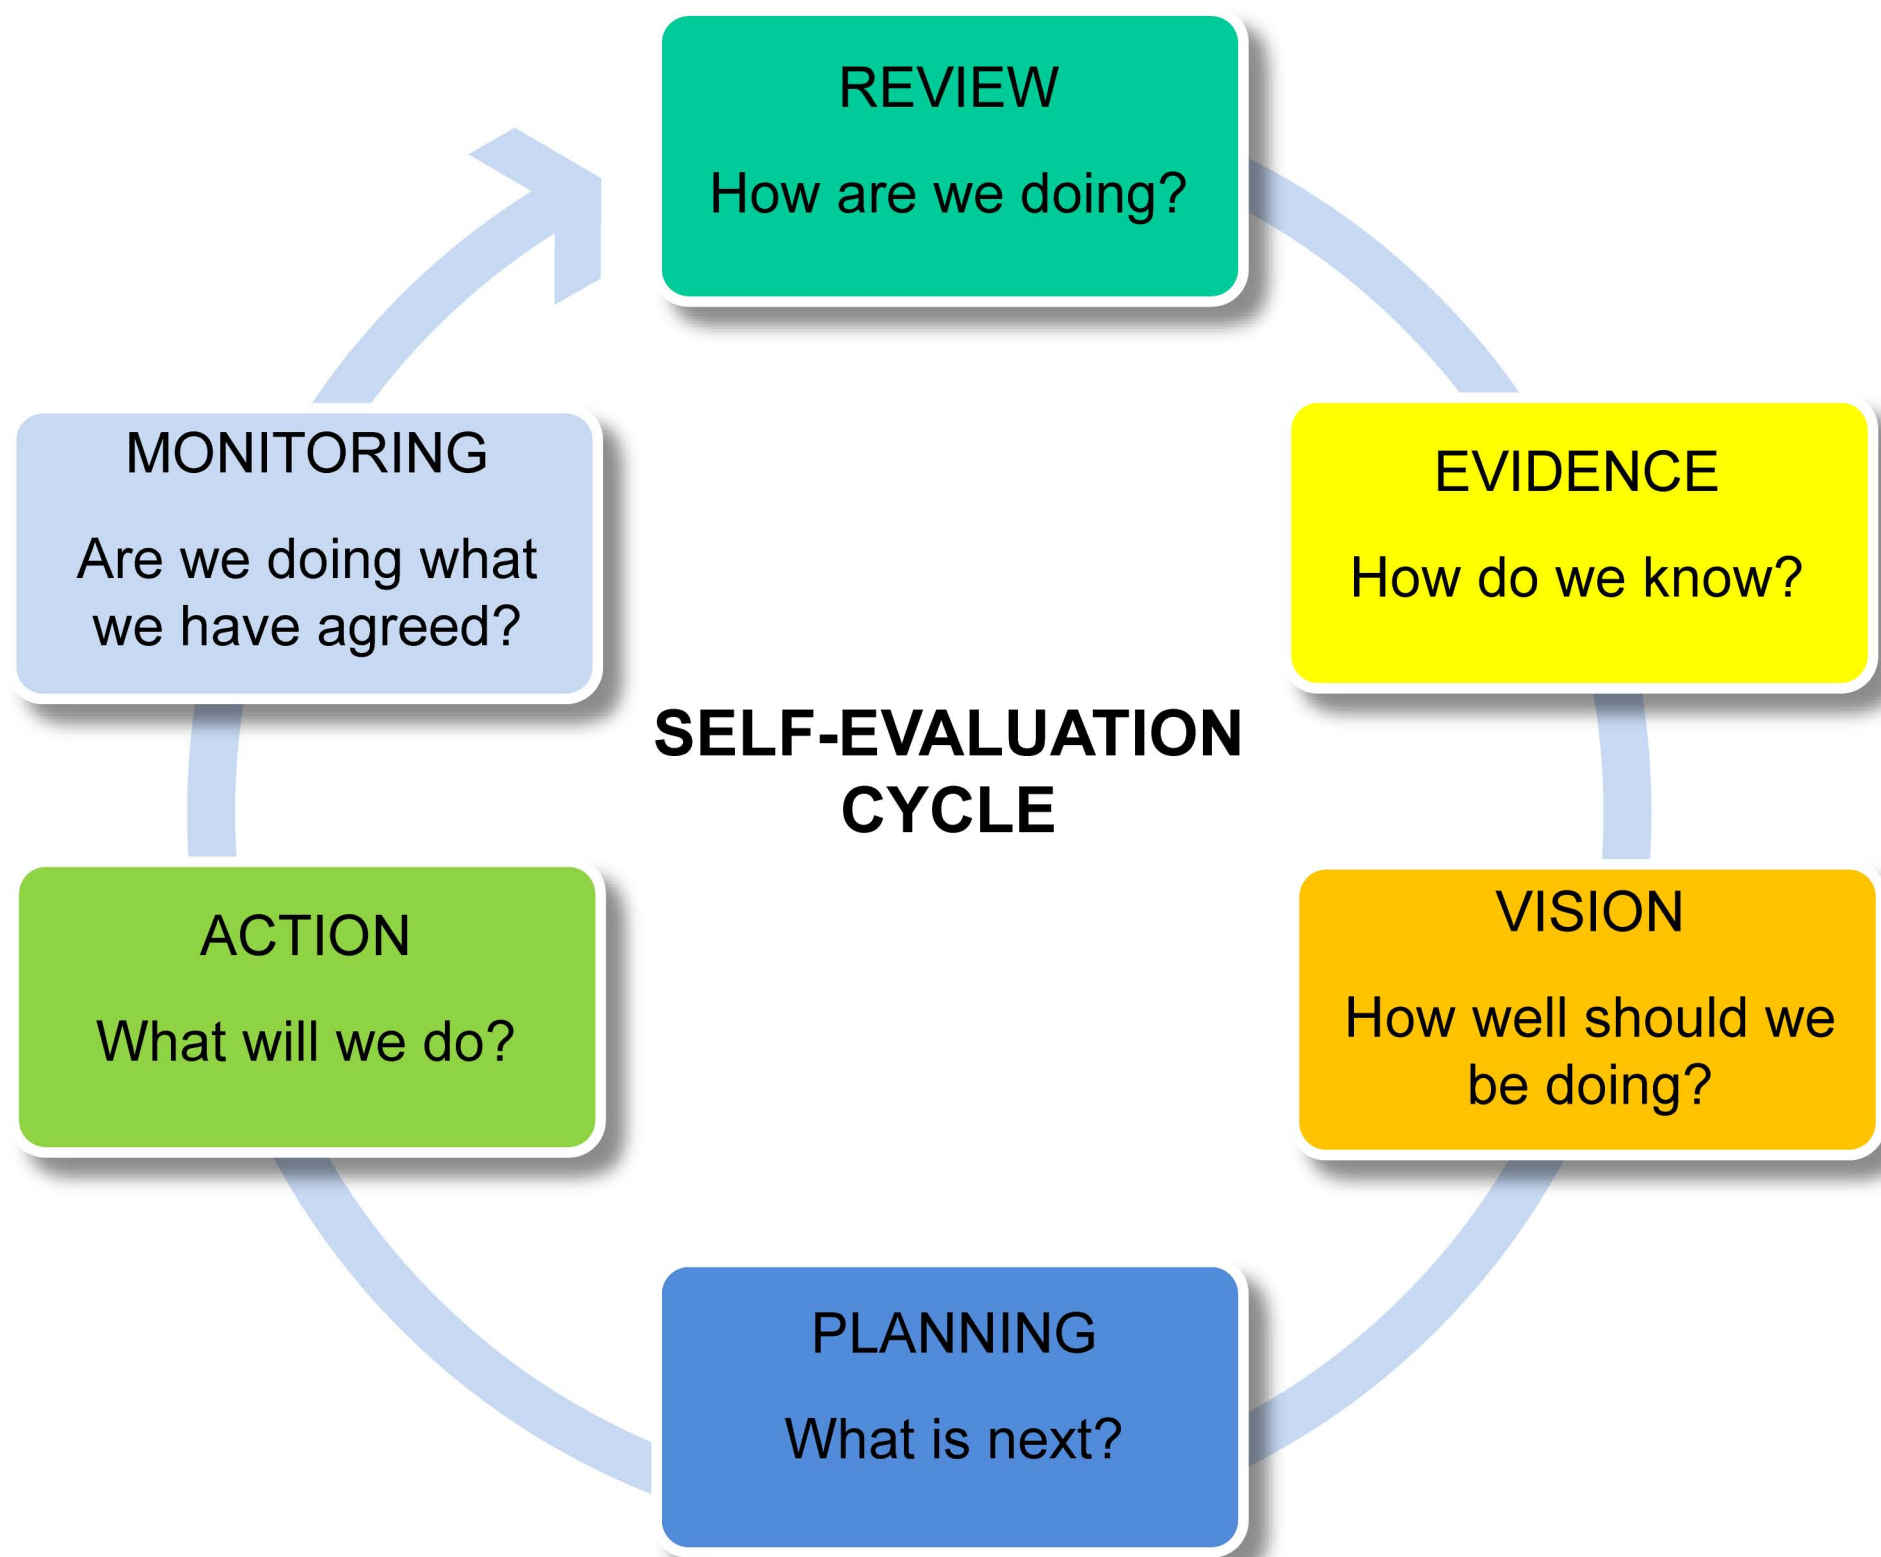 REVIEW
How are we doing?
EVIDENCE
How do we know?
VISION
How well should we
be doing?
PLANNING
What is next?
ACTION
What will we do?
MONITORING
Are we doing what
we have agreed?
SELF-EVALUATION
CYCLE